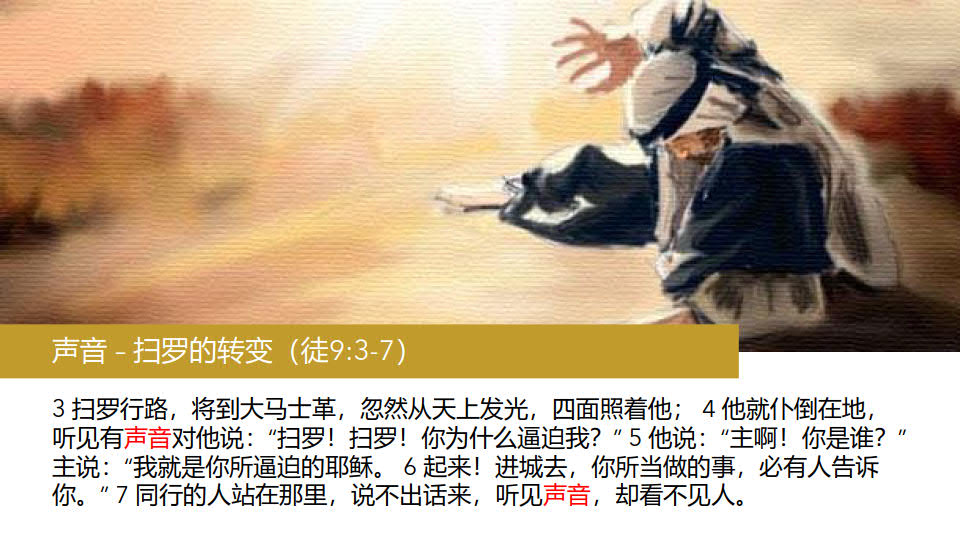 声音 – 扫罗的转变（徒9:3-7）
3 扫罗行路，将到大马士革，忽然从天上发光，四面照着他； 4 他就仆倒在地，
听见有声音对他说：“扫罗！扫罗！你为什么逼迫我？” 5 他说：“主啊！你是谁？”
主说：“我就是你所逼迫的耶稣。 6 起来！进城去，你所当做的事，必有人告诉
你。” 7 同行的人站在那里，说不出话来，听见声音，却看不见人。